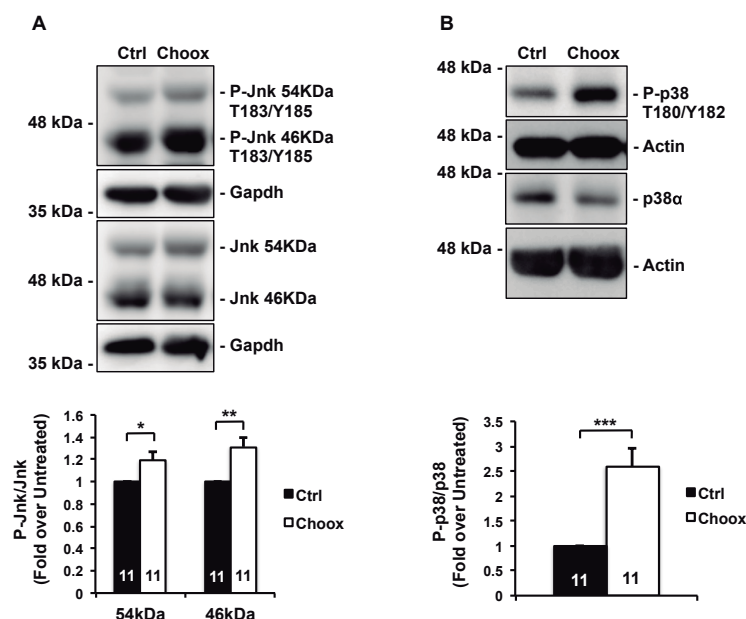 A
Ctrl Choox
48 kDa -
35 kDa -
48 kDa -
35 kDa -
- P-Jnk 54KDa
T183/Y185
- P-Jnk 46KDa
T183/Y185
- Gapdh
Jnk 54KDa
- Jnk 46KDa
- Gapdh
P-Jnk/Jnk
(Fold over Untreated)
1.6
1.4
1.2
1
0.8
0.6
0.4
0.2
0
*
**
11 11 11 11
54kDa 46kDa
Ctrl
Choox
B
Ctrl Choox
48 kDa -
48 kDa -
48 kDa -
48 kDa -
- P-p38
T180/Y182
- Actin
- p38α
- Actin
P-p38/p38
(Fold over Untreated)
3.5
3
2.5
2
1.5
1
0.5
0
***
11 11
Ctrl
Choox